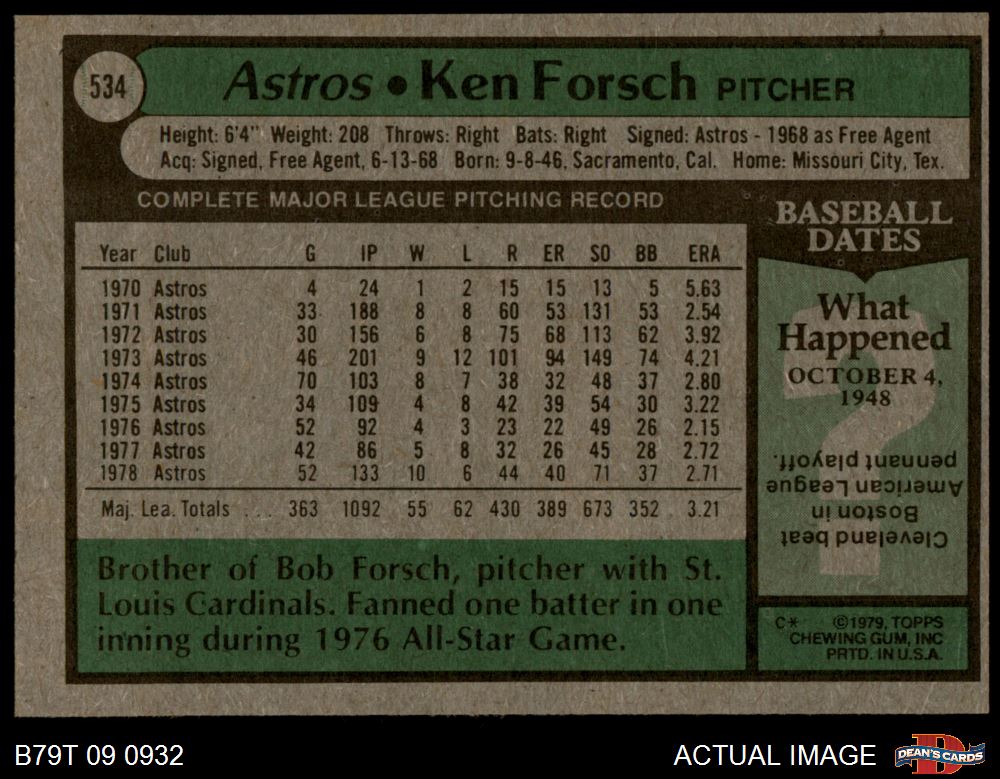 534
Astros • Ken Forsch PITCHER
Height: 6'4" Weight: 208 Throws: Right Bats: Right Signed: Astros - 1968 as Free Agent
Acq: Signed, Free Agent, 6-13-68 Born: 9-8-46, Sacramento, Cal. Home: Missouri City, Tex.
COMPLETE MAJOR LEAGUE PITCHING RECORD
Year Club G IP W L R ER SO BB ERA
1970 Astros 4 24 1 2 15 15 13 5 5.63
1971 Astros 33 188 8 8 60 53 131 53 2.54
1972 Astros 30 156 6 8 75 68 113 62 3.92
1973 Astros 46 201 9 12 101 94 149 74 4.21
1974 Astros 70 103 8 7 38 32 48 37 2.80
1975 Astros 34 109 4 8 42 39 54 30 3.22
1976 Astros 52 92 4 3 23 22 49 26 2.15
1977 Astros 42 86 5 8 32 26 45 28 2.72
1978 Astros 52 133 10 6 44 40 71 37 2.71
Maj. Lea. Totals ... 363 1092 55 62 430 389 673 352 3.21
Brother of Bob Forsch, pitcher with St.
Louis Cardinals. Fanned one batter in one
inning during 1976 All-Star Game.
BASEBALL
DATES
What
Happened
OCTOBER 4,
1948
?
Cleveland beat
Boston in
American League
pennant playoff.
C* ©1979, TOPPS
CHEWING GUM, INC
PRTD. IN U.S.A.
B79T 09 0932
ACTUAL IMAGE
DEAN'S CARDS